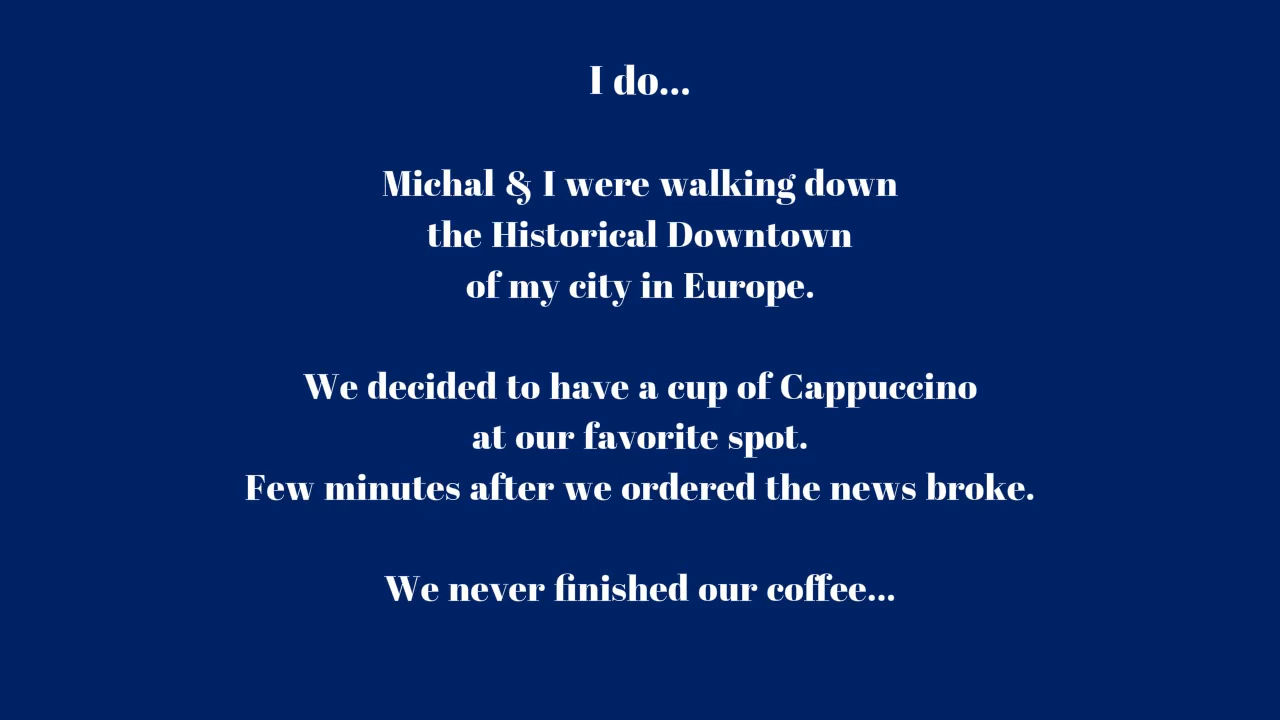 I do...
Michal & I were walking down
the Historical Downtown
of my city in Europe.
We decided to have a cup of Cappuccino
at our favorite spot.
Few minutes after we ordered the news broke.
We never finished our coffee...